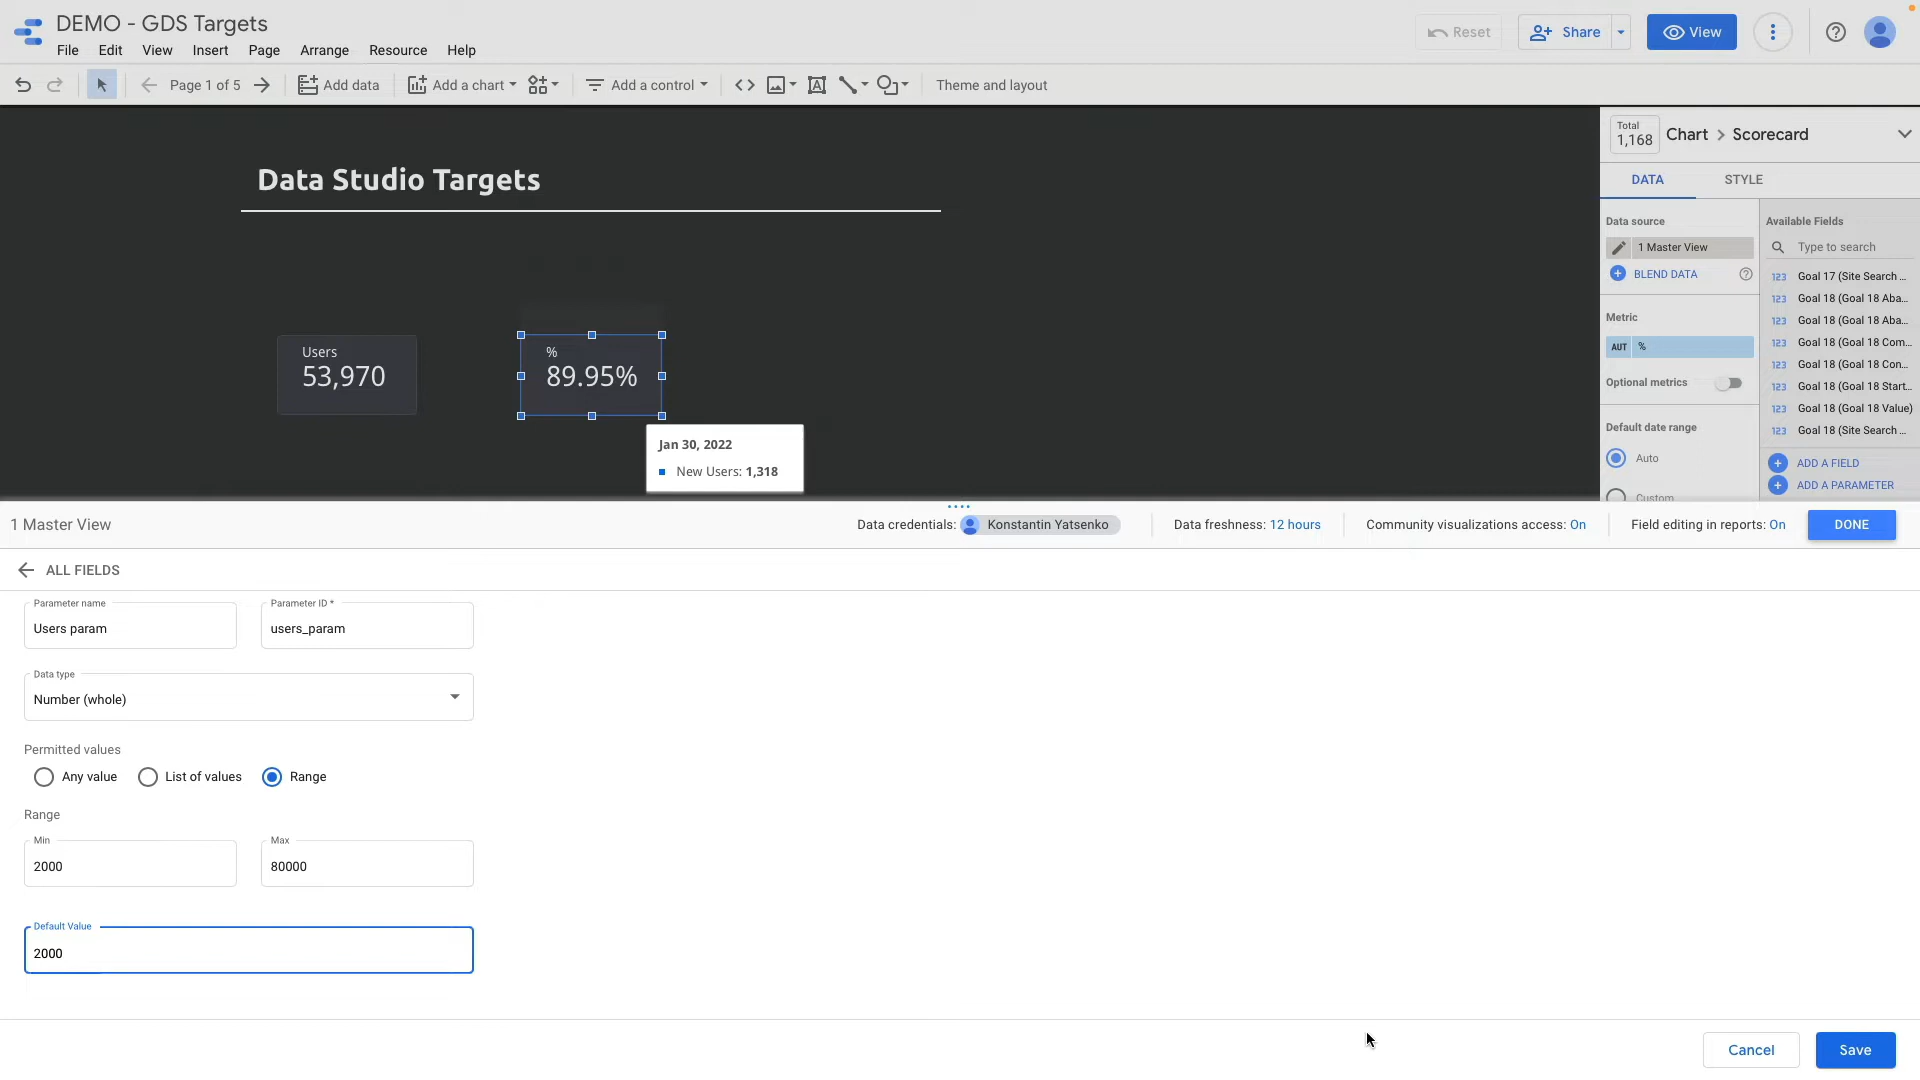 DEMO - GDS Targets
File Edit View Insert Page Arrange Resource Help
Reset
Share
View
Page 1 of 5
Add data
Add a chart
Add a control
Theme and layout
Data Studio Targets
Users
53,970
%
89.95%
Jan 30, 2022
New Users: 1,318
Total
1,168
Chart > Scorecard
DATA STYLE
Data source
1 Master View
BLEND DATA
Metric
AUT %
Optional metrics
Default date range
Auto
Custom
Available Fields
Type to search
123 Goal 17 (Site Search ...
123 Goal 18 (Goal 18 Aba...
123 Goal 18 (Goal 18 Aba...
123 Goal 18 (Goal 18 Com...
123 Goal 18 (Goal 18 Con...
123 Goal 18 (Goal 18 Start...
123 Goal 18 (Goal 18 Value)
123 Goal 18 (Site Search ...
ADD A FIELD
ADD A PARAMETER
1 Master View
Data credentials: Konstantin Yatsenko
Data freshness: 12 hours
Community visualizations access: On
Field editing in reports: On
DONE
ALL FIELDS
Parameter name
Users param
Parameter ID *
users_param
Data type
Number (whole)
Permitted values
Any value List of values Range
Range
Min
2000
Max
80000
Default Value
2000
Cancel
Save